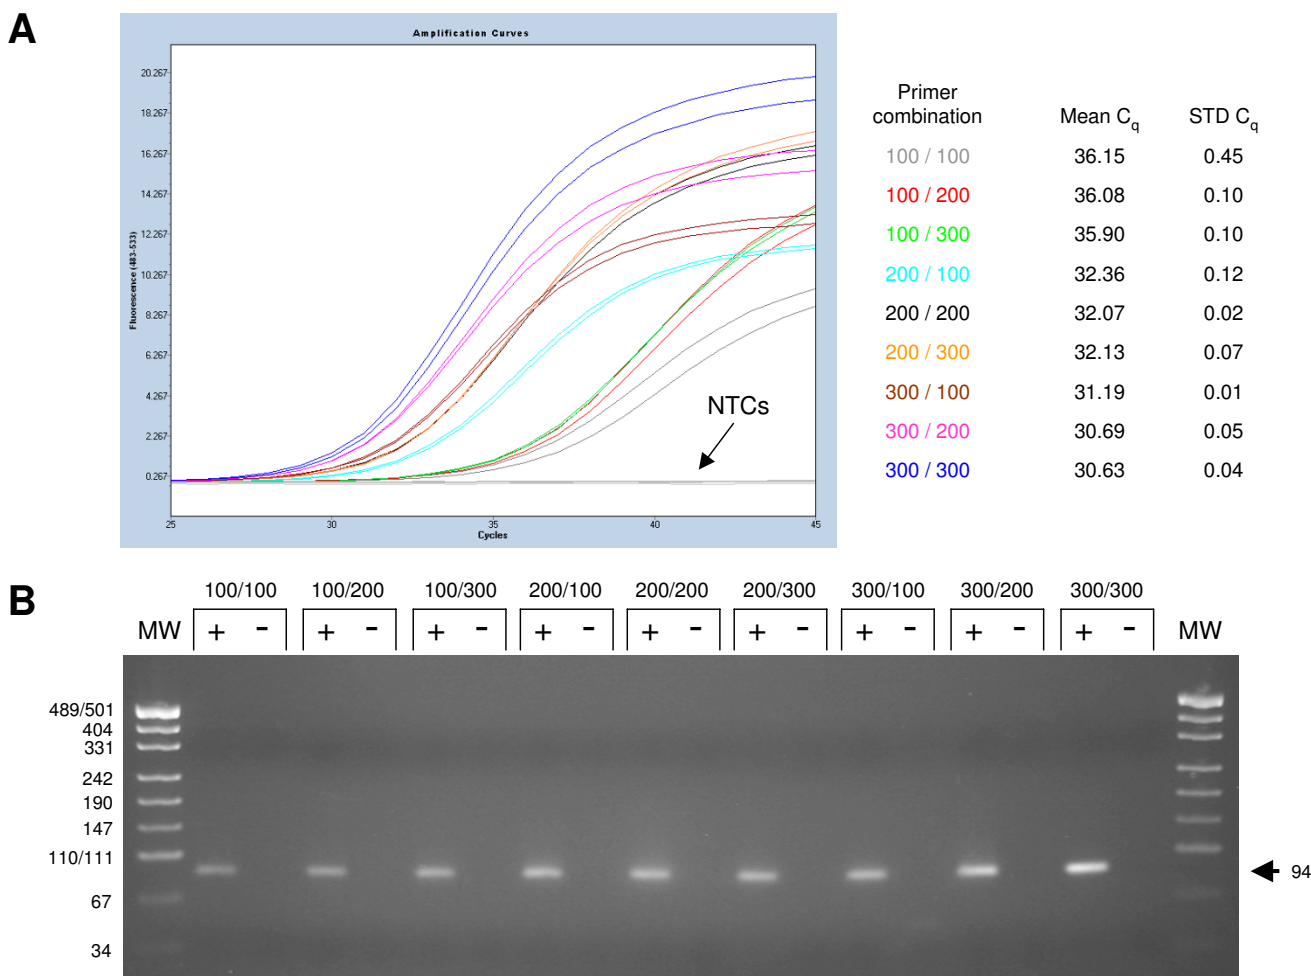 A
Amplification Curves
20.267
18.267
16.267
14.267
12.267
10.267
8.267
6.267
4.267
2.267
0.267
Fluorescence (483-533)
NTCs
25 30 35 40 45
Cycles
Primer combination Mean Cq STD Cq
100 / 100 36.15 0.45
100 / 200 36.08 0.10
100 / 300 35.90 0.10
200 / 100 32.36 0.12
200 / 200 32.07 0.02
200 / 300 32.13 0.07
300 / 100 31.19 0.01
300 / 200 30.69 0.05
300 / 300 30.63 0.04
B
100/100 100/200 100/300 200/100 200/200 200/300 300/100 300/200 300/300
MW + - + - + - + - + - + - + - + - + - MW
489/501
404
331
242
190
147
110/111
67
34
94